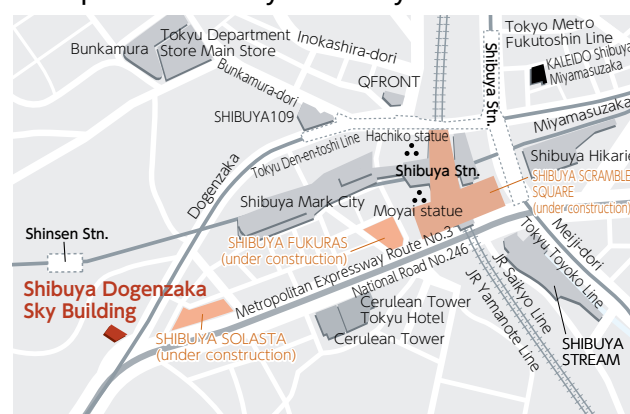 Tokyo Department
Store Main Store
Bunkamura
Inokashira-dori
Bunkamura-dori
QFRONT
SHIBUYA109
Shibuya Stn.
Tokyo Metro
Fukutoshin Line
KALEIDO Shibuya
Miyamasuzaka
Miyamasuzaka
Hachiko statue
Tokyu Den-en-toshi Line
Dogenzaka
Shibuya Stn.
Shibuya Hikarie
SHIBUYA SCRAMBLE
SQUARE
(under construction)
Shibuya Mark City
Moyai statue
Shinsen Stn.
SHIBUYA FUKURAS
(under construction)
Metropolitan Expressway Route No.3
National Road No.246
Meiji-dori
Tokyu Toyoko Line
JR Saikyo Line
JR Yamanote Line
Shibuya Dogenzaka
Sky Building
SHIBUYA SOLASTA
(under construction)
Cerulean Tower
Tokyu Hotel
Cerulean Tower
SHIBUYA
STREAM